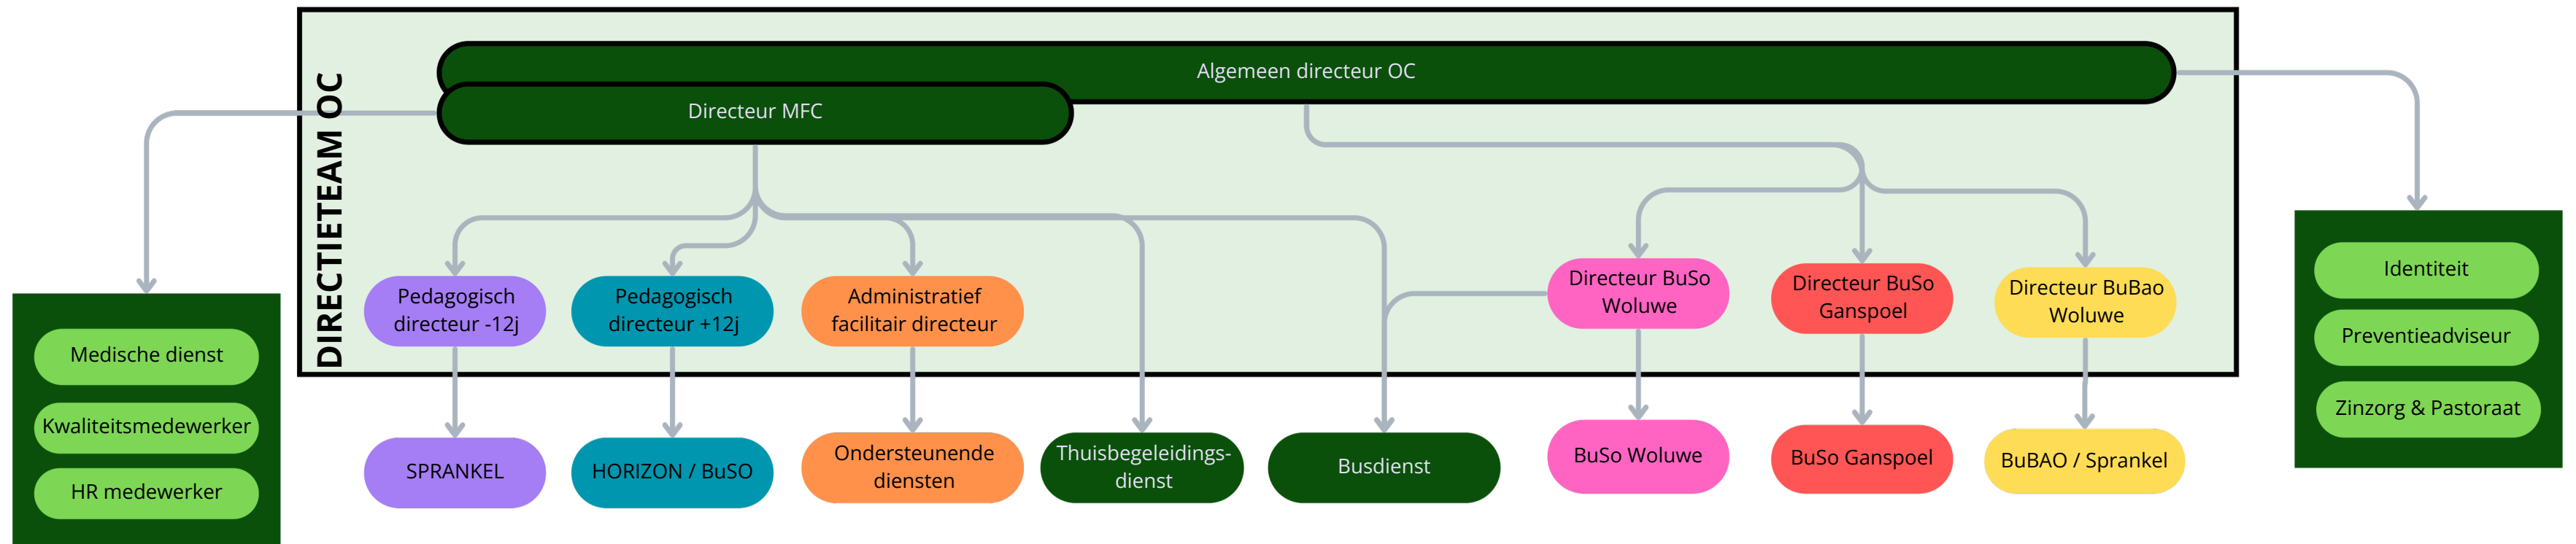 DIRECTIETEAM OC
Algemeen directeur OC
Directeur MFC
Pedagogisch
directeur -12j
Pedagogisch
directeur +12j
Administratief
facilitair directeur
Directeur BuSo
Woluwe
Directeur BuSo
Ganspoel
Directeur BuBao
Woluwe
Medische dienst
Kwaliteitsmedewerker
HR medewerker
SPRANKEL
HORIZON / BuSO
Ondersteunende
diensten
Thuisbegeleidings-
dienst
Busdienst
BuSo Woluwe
BuSo Ganspoel
BuBAO / Sprankel
Identiteit
Preventieadviseur
Zinzorg & Pastoraat